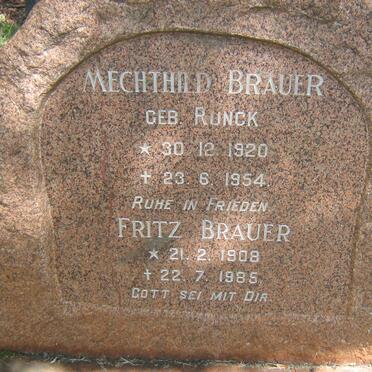 MECHTHILD BRAUER
GEB. RUNCK
* 30. 12. 1920
† 23. 6. 1954.
RUHE IN FRIEDEN
FRITZ BRAUER
* 21. 2. 1908
† 22. 7. 1985
GOTT SEI MIT DIR